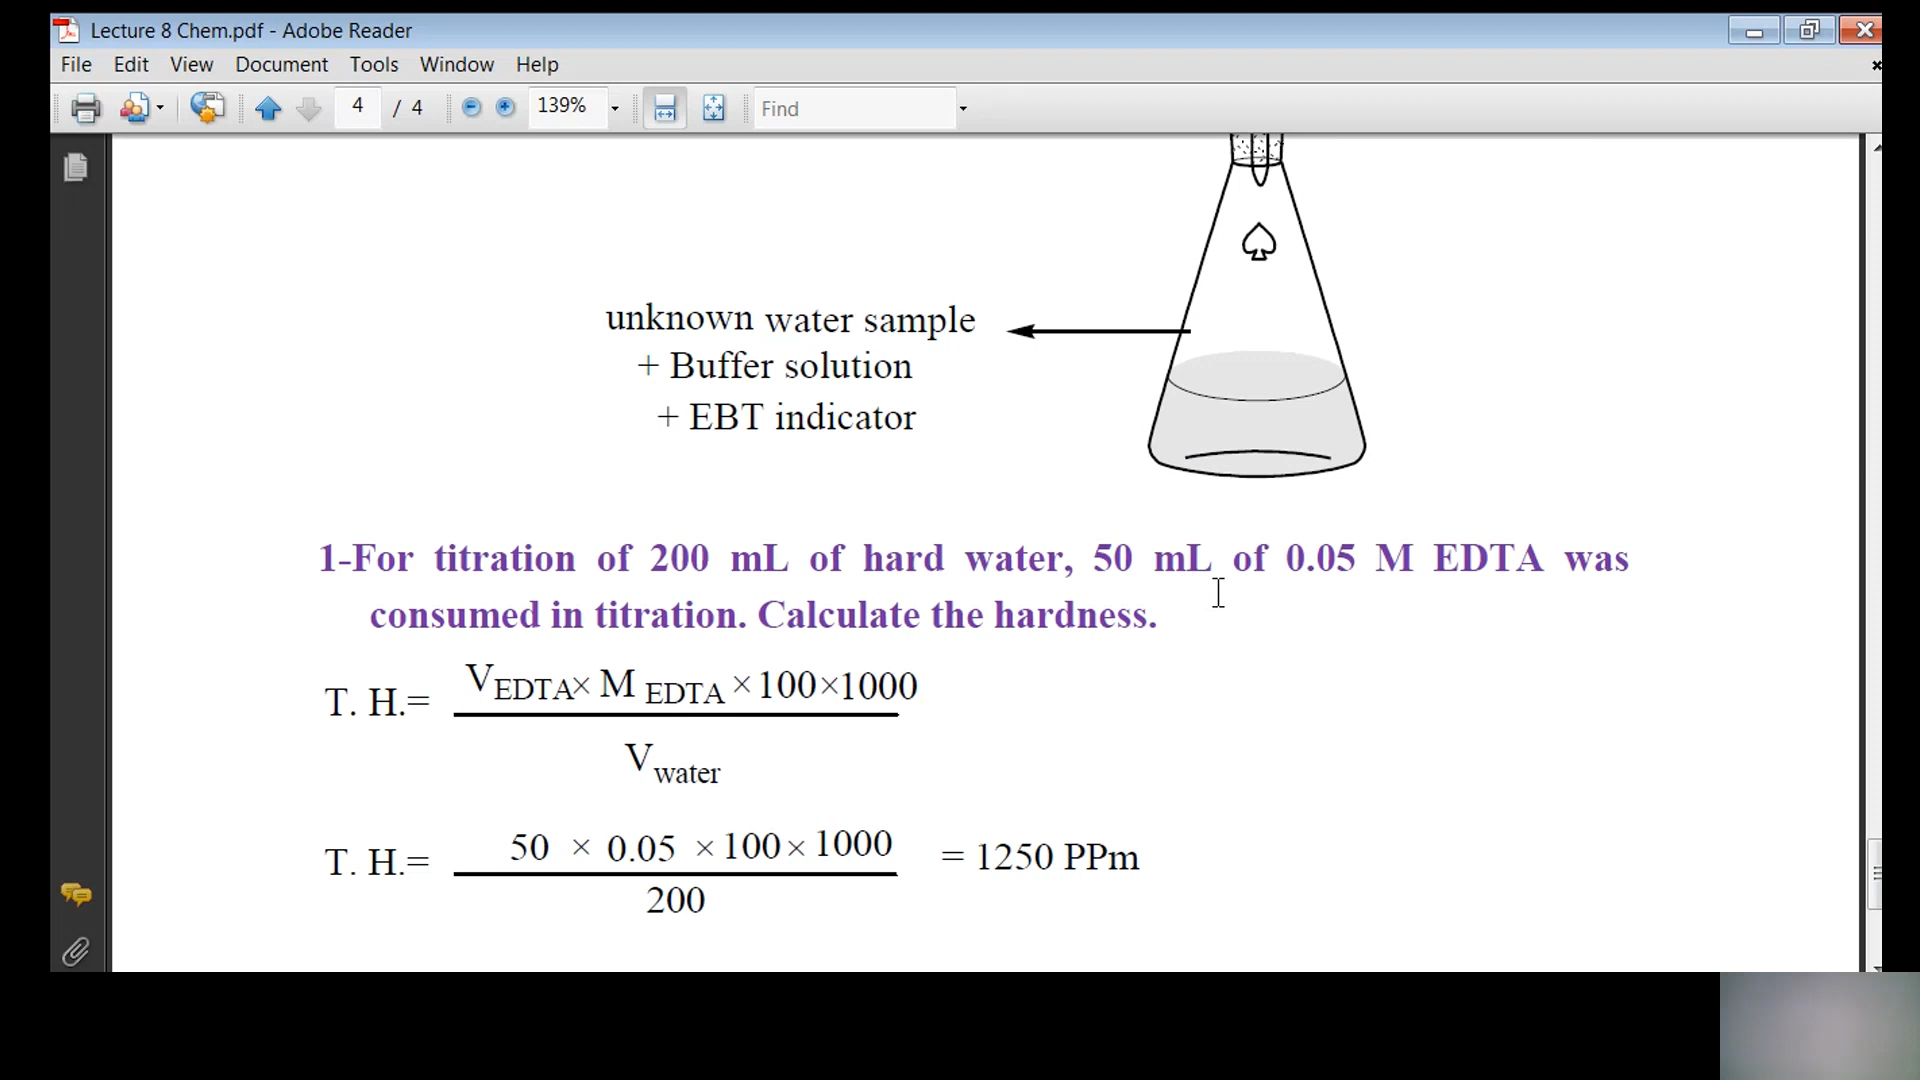 Lecture 8 Chem.pdf - Adobe Reader
File Edit View Document Tools Window Help
4 / 4 139% Find
unknown water sample
+ Buffer solution
+ EBT indicator
1-For titration of 200 mL of hard water, 50 mL of 0.05 M EDTA was
consumed in titration. Calculate the hardness.
T. H.= VEDTA× M EDTA ×100×1000
Vwater
T. H.= 50 × 0.05 ×100×1000 = 1250 PPm
200